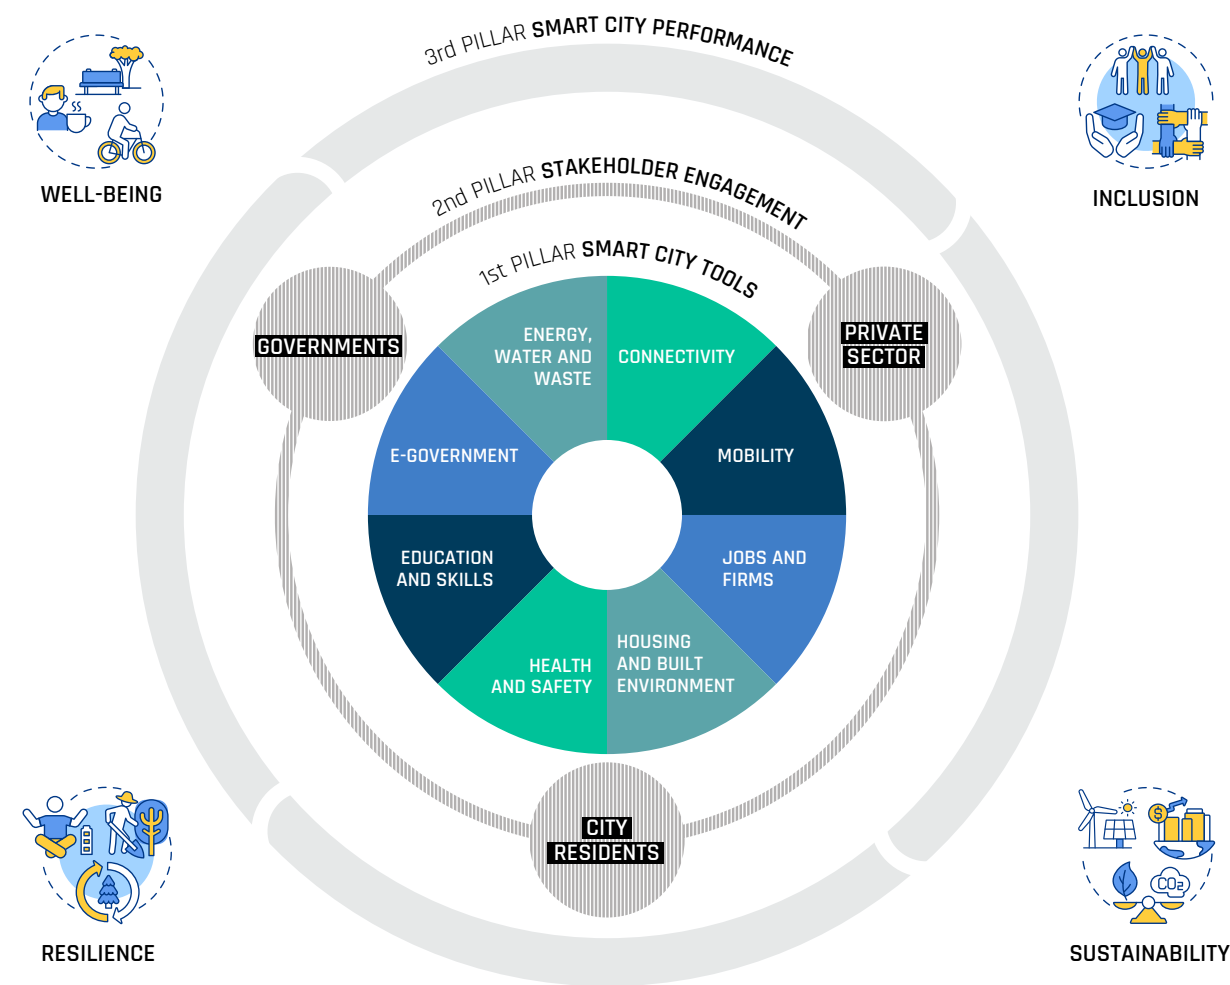 3rd PILLAR SMART CITY PERFORMANCE
WELL-BEING
INCLUSION
2nd PILLAR STAKEHOLDER ENGAGEMENT
1st PILLAR SMART CITY TOOLS
GOVERNMENTS
PRIVATE
SECTOR
ENERGY,
WATER AND
WASTE
CONNECTIVITY
E-GOVERNMENT
MOBILITY
EDUCATION
AND SKILLS
JOBS AND
FIRMS
HEALTH
AND SAFETY
HOUSING
AND BUILT
ENVIRONMENT
CITY
RESIDENTS
$
CO2
RESILIENCE
SUSTAINABILITY